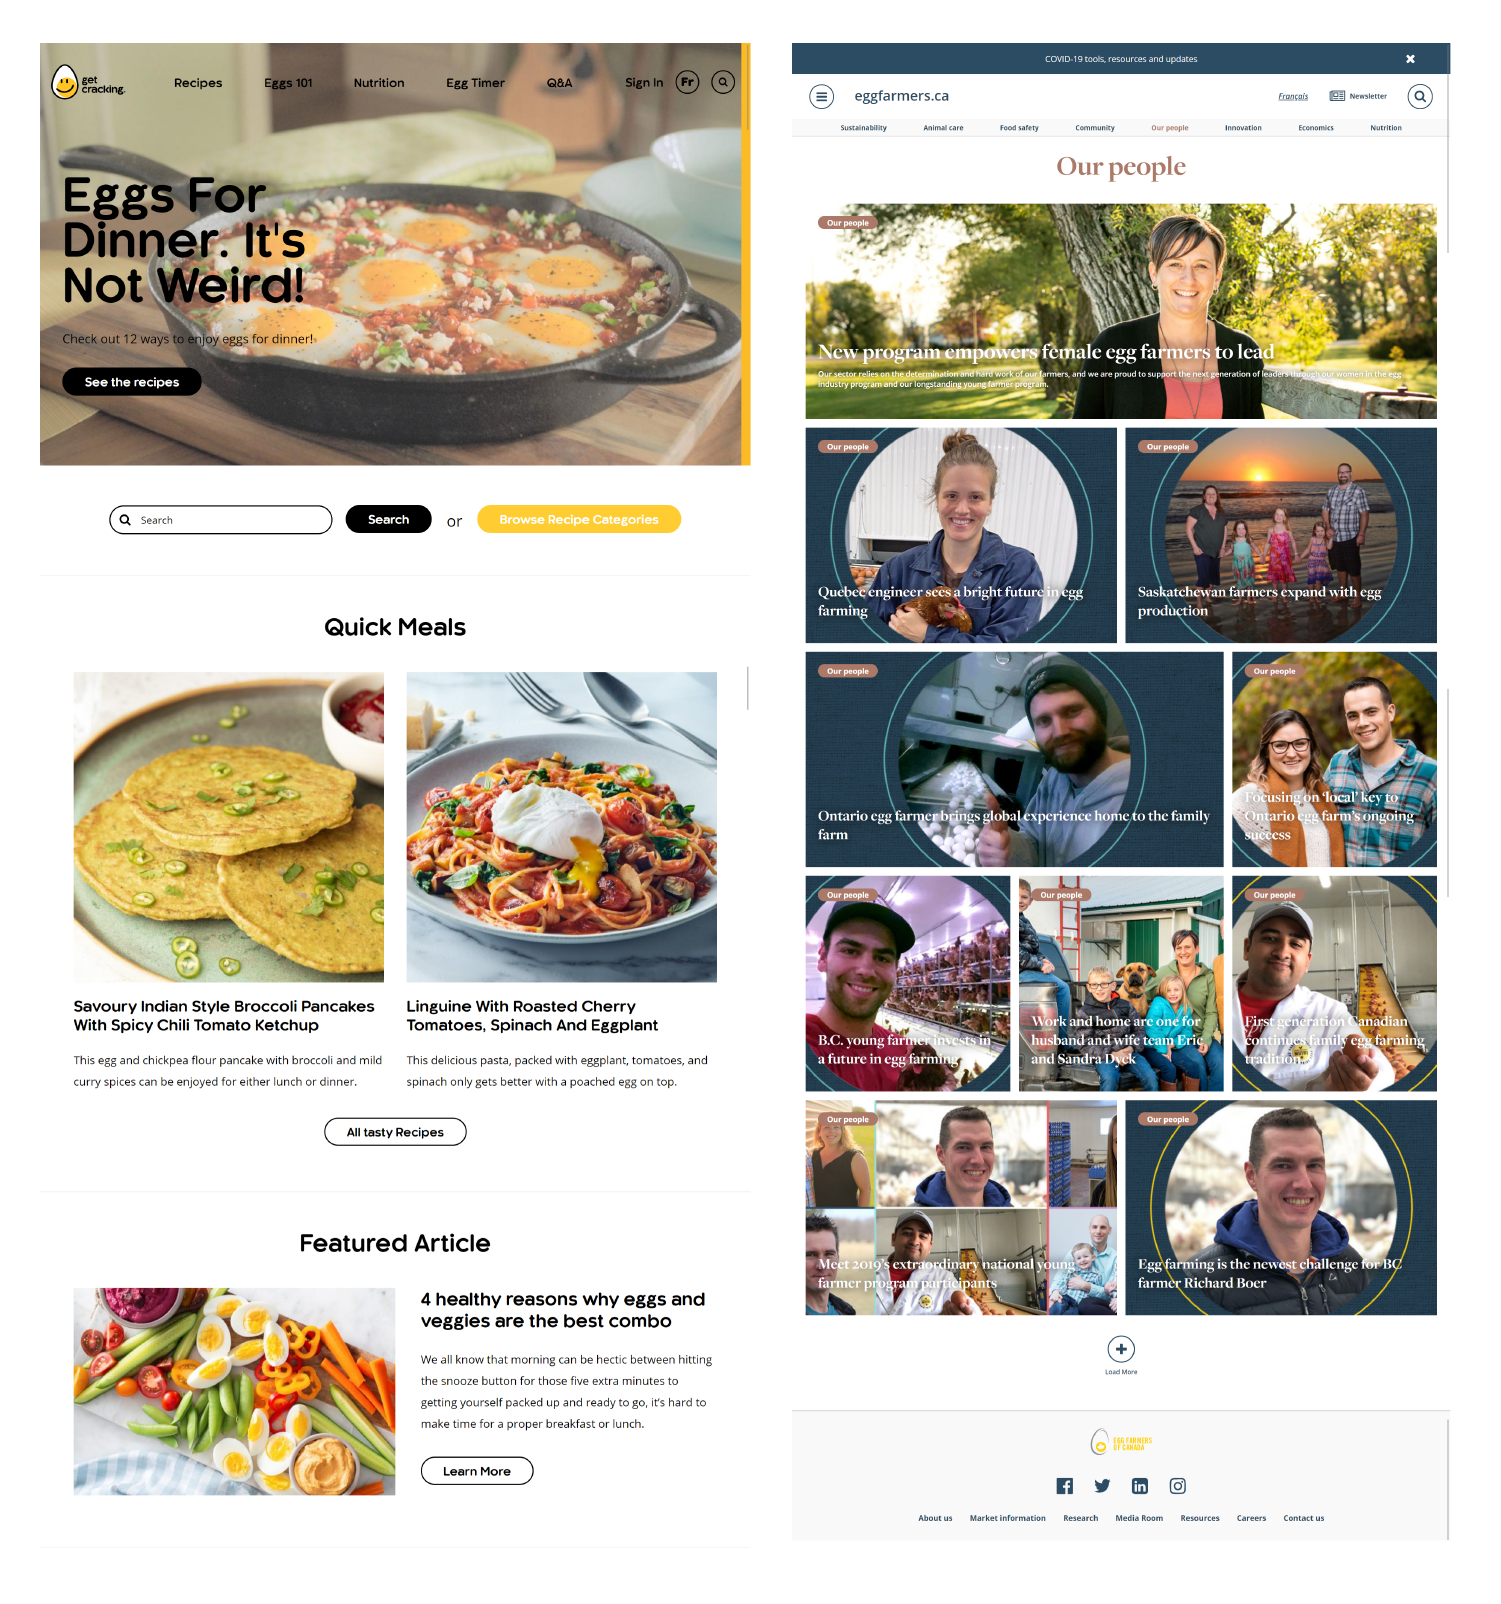 get
cracking.
Recipes
Eggs 101
Nutrition
Egg Timer
Q&A
Sign In
Fr
Eggs For
Dinner. It's
Not Weird!
Check out 12 ways to enjoy eggs for dinner!
See the recipes
Search
Search
or
Browse Recipe Categories
Quick Meals
Savoury Indian Style Broccoli Pancakes
With Spicy Chili Tomato Ketchup
This egg and chickpea flour pancake with broccoli and mild
curry spices can be enjoyed for either lunch or dinner.
Linguine With Roasted Cherry
Tomatoes, Spinach And Eggplant
This delicious pasta, packed with eggplant, tomatoes, and
spinach only gets better with a poached egg on top.
All tasty Recipes
Featured Article
4 healthy reasons why eggs and
veggies are the best combo
We all know that morning can be hectic between hitting
the snooze button for those five extra minutes to
getting yourself packed up and ready to go, it's hard to
make time for a proper breakfast or lunch.
Learn More
COVID-19 tools, resources and updates
eggfarmers.ca
Français
Newsletter
Sustainability
Animal care
Food safety
Community
Our people
Innovation
Economics
Nutrition
Our people
Our people
New program empowers female egg farmers to lead
Our sector relies on the determination and hard work of our farmers, and we are proud to support the next generation of leaders through our women in the egg
industry program and our longstanding young farmer program.
Our people
Quebec engineer sees a bright future in egg
farming
Our people
Saskatchewan farmers expand with egg
production
Our people
Ontario egg farmer brings global experience home to the family
farm
Our people
Focusing on 'local' key to
Ontario egg farm's ongoing
success
Our people
B.C. young farmer invests in
a future in egg farming
Our people
Work and home are one for
husband and wife team Eric
and Sandra Dyck
Our people
First generation Canadian
continues family egg farming
tradition
Our people
Meet 2019's extraordinary national young
farmer program participants
Our people
Egg farming is the newest challenge for BC
farmer Richard Boer
Load More
EGG FARMERS
OF CANADA
About us
Market information
Research
Media Room
Resources
Careers
Contact us